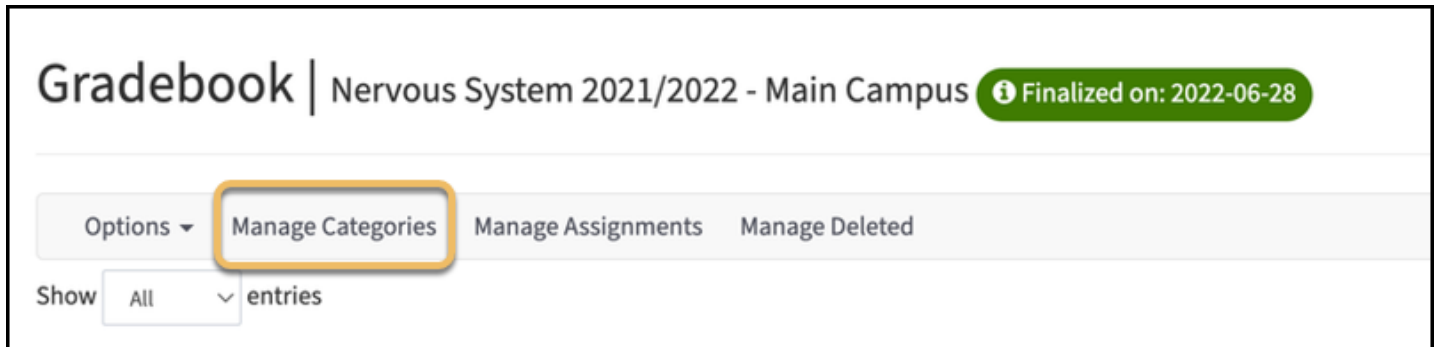 Gradebook | Nervous System 2021/2022 - Main Campus Finalized on: 2022-06-28
Options Manage Categories Manage Assignments Manage Deleted
Show All entries